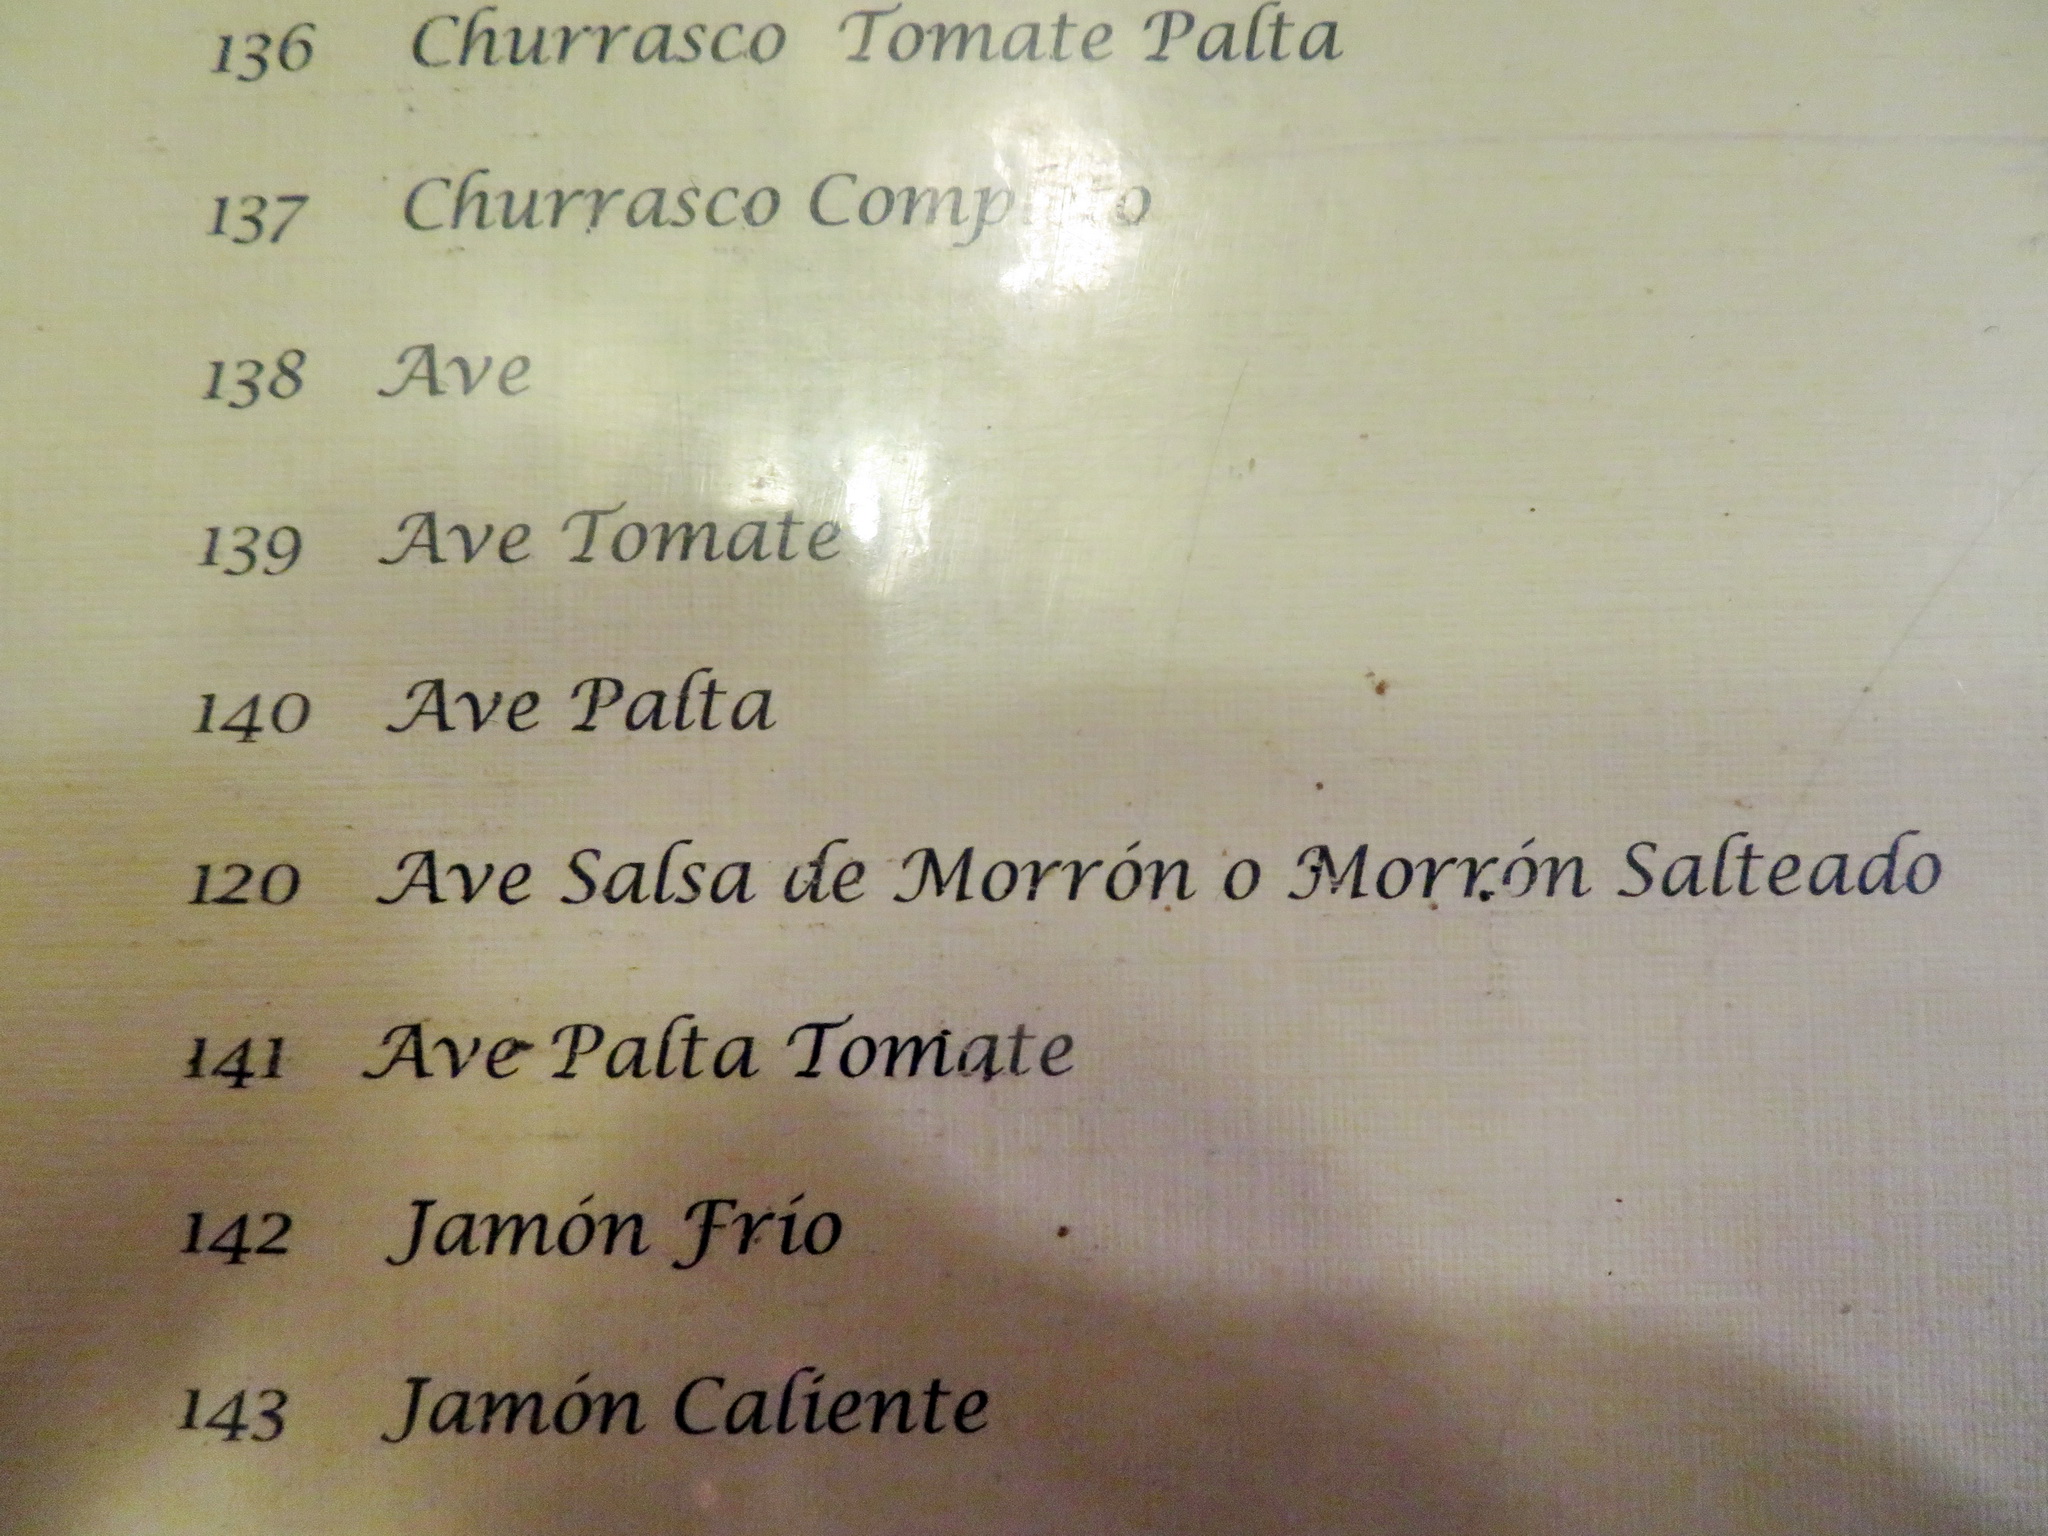 136 Churrasco Tomate Palta
137 Churrasco
138 Ave
139 Ave Tomate
140 Ave Palta
120 Ave Salsa de Morrón o Morrón Salteado
141 Ave Palta Tomate
142 Jamón Frío
143 Jamón Caliente